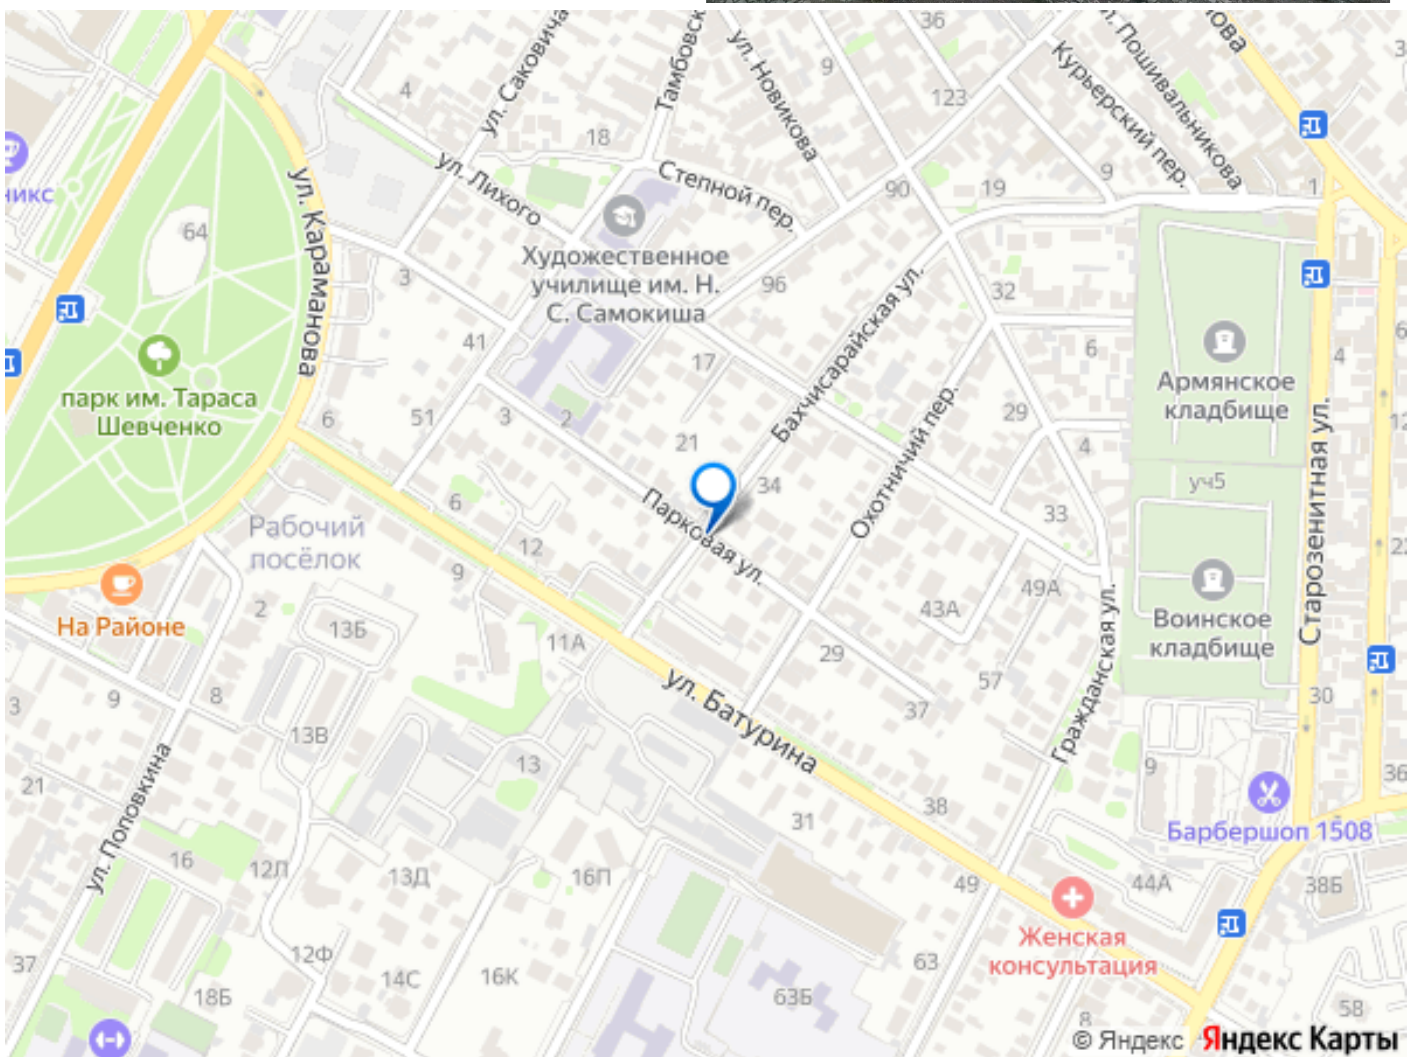 36
ул. Саковича
Тамбовск
ул. Новикова
9
ул. Пошивальникова
Курьерский пер.
4
123
18
ул. Лихого
Степной пер.
9
1
никс
ул. Караманова
90
19
64
Художественное
училище им. Н.
С. Самокиша
96
3
32
Бахчисарайская ул.
41
17
6
4
Армянское
кладбище
парк им. Тараса
Шевченко
6
51
3
2
21
29
4
Охотничий пер.
34
уч5
Старозенитная ул.
6
Парковая ул.
33
Рабочий
посёлок
12
9
49А
43А
На Районе
2
13Б
11А
29
Воинское
кладбище
57
Гражданская ул.
3
9
8
ул. Батурина
37
30
13В
13
9
21
ул. Поповкина
38
31
36
Барбершоп 1508
16
12Л
13Д
16П
49
44А
38Б
Женская
консультация
37
12Ф
14С
16К
63
18Б
63Б
58
8
© Яндекс Яндекс Карты